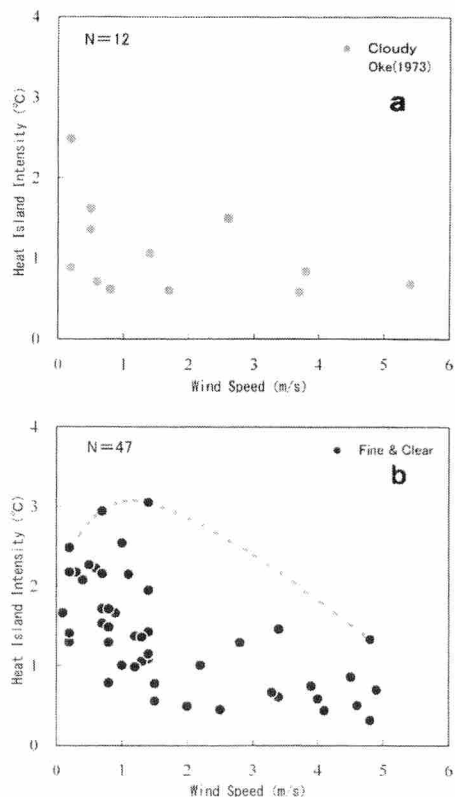 N=12
Cloudy
Oke(1973)
a
Heat Island Intensity (°C)
4
3
2
1
0
0 1 2 3 4 5 6
Wind Speed (m/s)
N=47
Fine & Clear
b
Heat Island Intensity (°C)
4
3
2
1
0
0 1 2 3 4 5 6
Wind Speed (m/s)